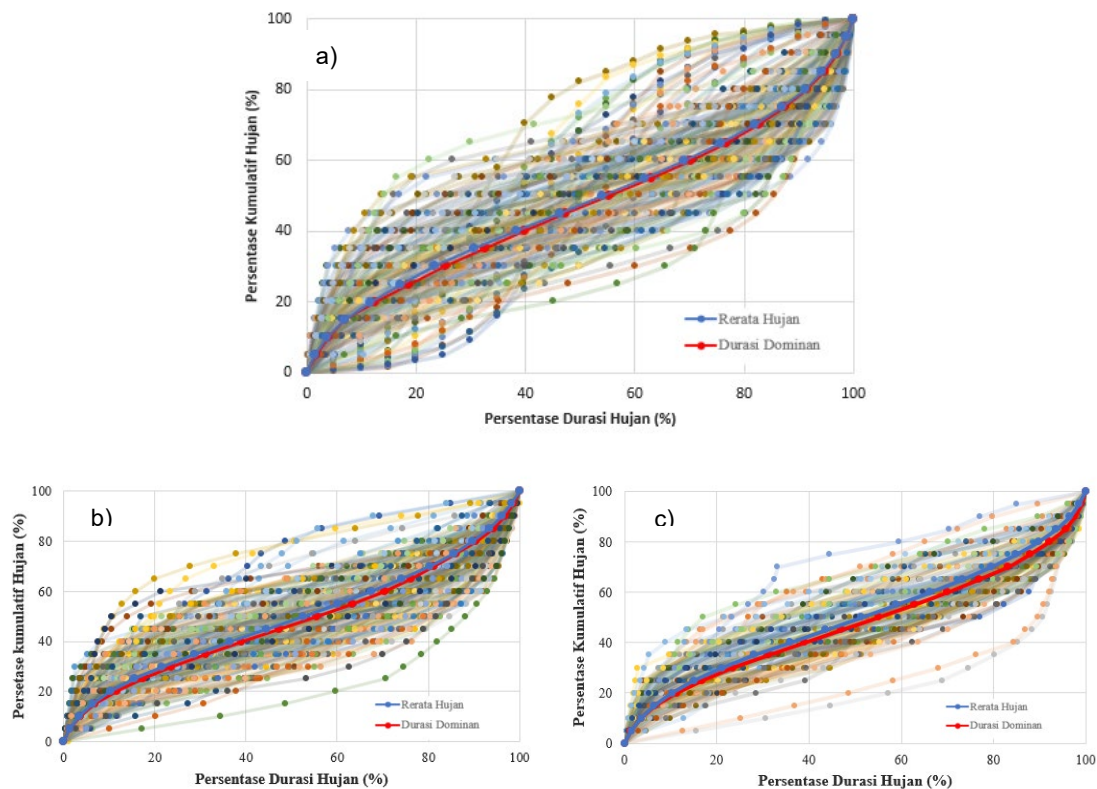 a)
Persentase Kumulatif Hujan (%)
100
80
60
40
20
0
0 20 40 60 80 100
Rerata Hujan
Durasi Dominan
Persentase Durasi Hujan (%)
b)
Persetase kumulatif Hujan (%)
100
80
60
40
20
0
0 20 40 60 80 100
Rerata Hujan
Durasi Dominan
Persentase Durasi Hujan (%)
c)
Persentase Kumulatif Hujan (%)
100
80
60
40
20
0
0 20 40 60 80 100
Rerata Hujan
Durasi Dominan
Persentase Durasi Hujan (%)